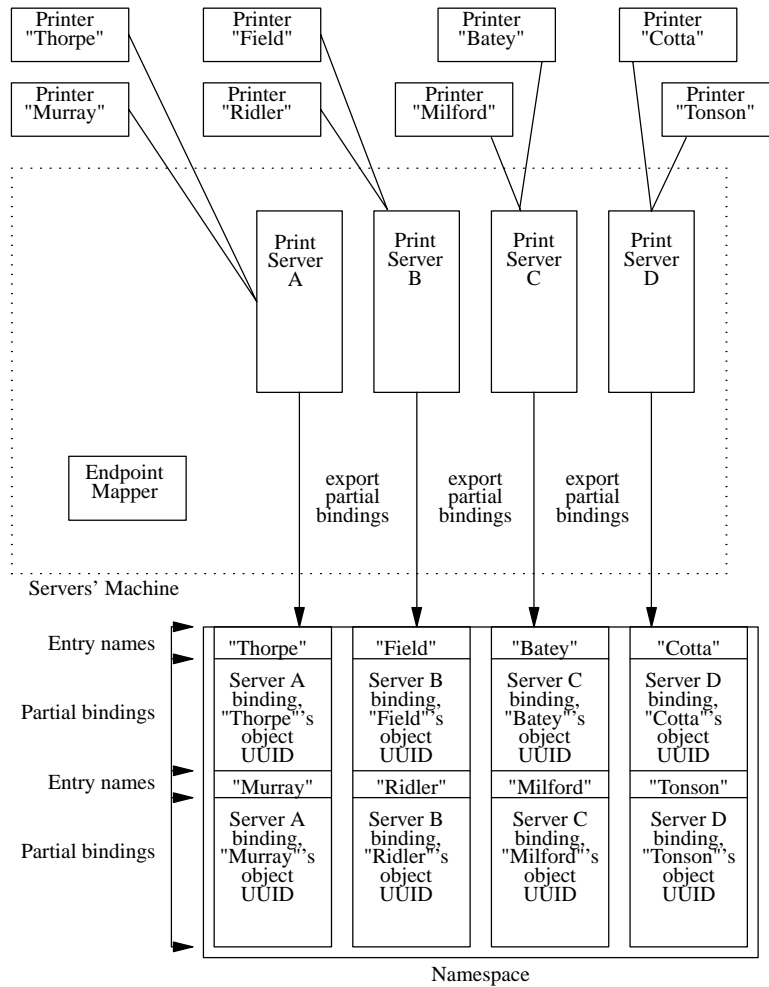 Printer
"Thorpe"
Printer
"Field"
Printer
"Batey"
Printer
"Cotta"
Printer
"Murray"
Printer
"Ridler"
Printer
"Milford"
Printer
"Tonson"
Print
Server
A
Print
Server
B
Print
Server
C
Print
Server
D
Endpoint
Mapper
export
partial
bindings
export
partial
bindings
export
partial
bindings
Servers' Machine
Entry names
"Thorpe"
"Field"
"Batey"
"Cotta"
Partial bindings
Server A
binding,
"Thorpe"'s
object
UUID
Server B
binding,
"Field"'s
object
UUID
Server C
binding,
"Batey"'s
object
UUID
Server D
binding,
"Cotta"'s
object
UUID
Entry names
"Murray"
"Ridler"
"Milford"
"Tonson"
Partial bindings
Server A
binding,
"Murray"'s
object
UUID
Server B
binding,
"Ridler"'s
object
UUID
Server C
binding,
"Milford"'s
object
UUID
Server D
binding,
"Tonson"'s
object
UUID
Namespace